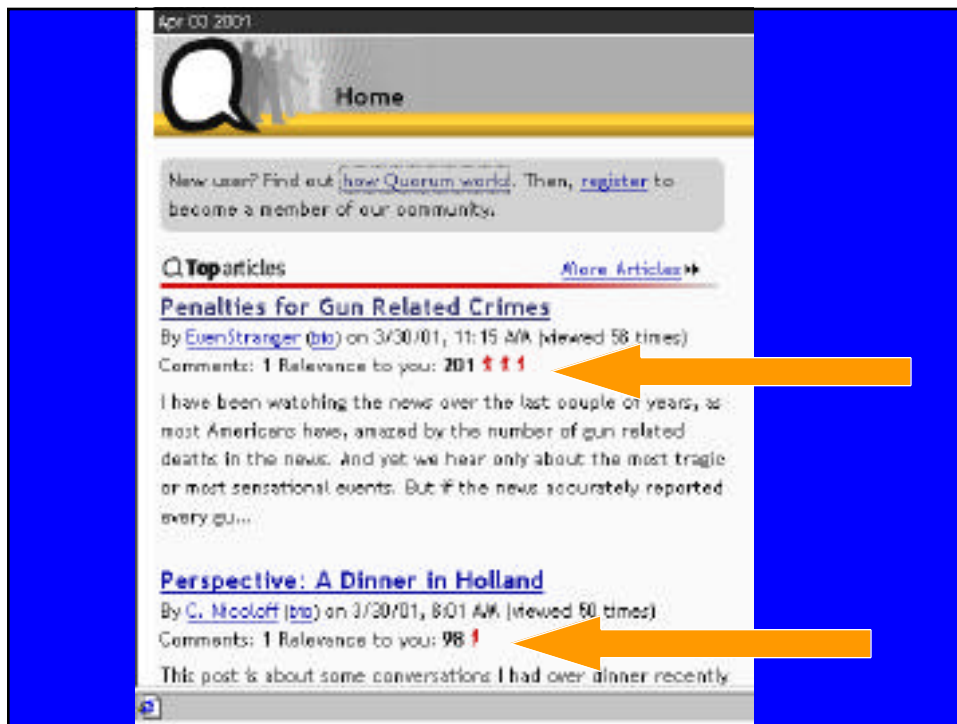 Apr 03 2001
Home
New user? Find out how Quorum works. Then, register to
become a member of our community.
Top articles
More Articles
Penalties for Gun Related Crimes
By EvenStranger (bio) on 3/30/01, 11:15 AM (viewed 58 times)
Comments: 1 Relevance to you: 201
I have been watching the news over the last couple of years, as
most Americans have, amazed by the number of gun related
deaths in the news. And yet we hear only about the most tragic
or most sensational events. But if the news accurately reported
every gu...
Perspective: A Dinner in Holland
By C. Nicoloff (bio) on 3/30/01, 8:01 AM (viewed 50 times)
Comments: 1 Relevance to you: 98
This post is about some conversations I had over dinner recently